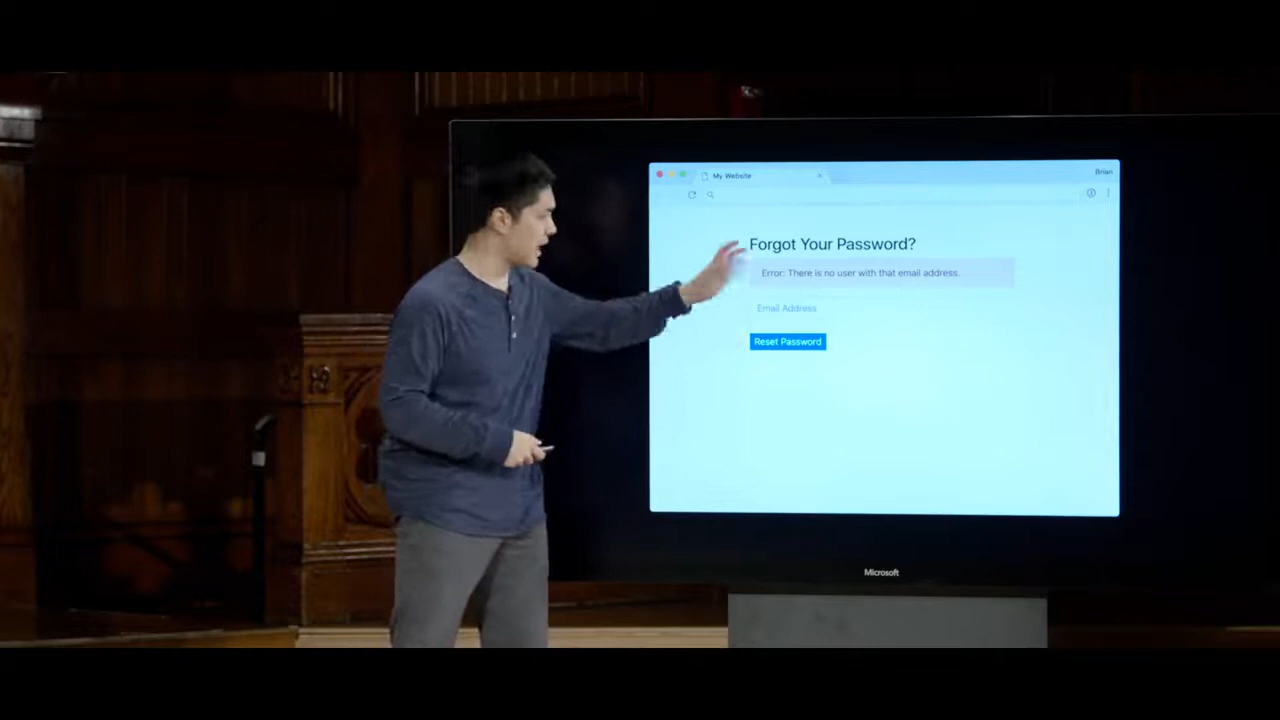 My Website
Brian
Forgot Your Password?
Error: There is no user with that email address.
Email Address
Reset Password
Microsoft